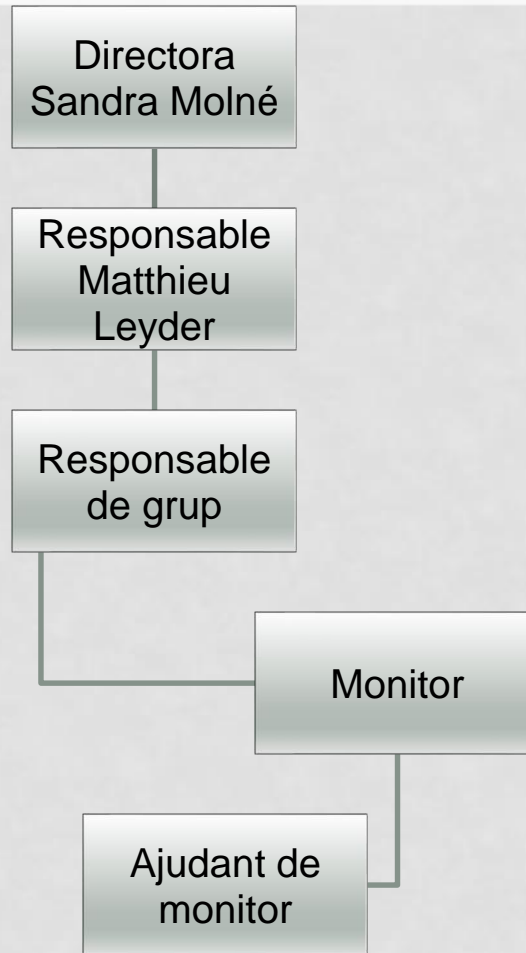 Directora
Sandra Molné
Responsable
Matthieu
Leyder
Responsable
de grup
Monitor
Ajudant de
monitor